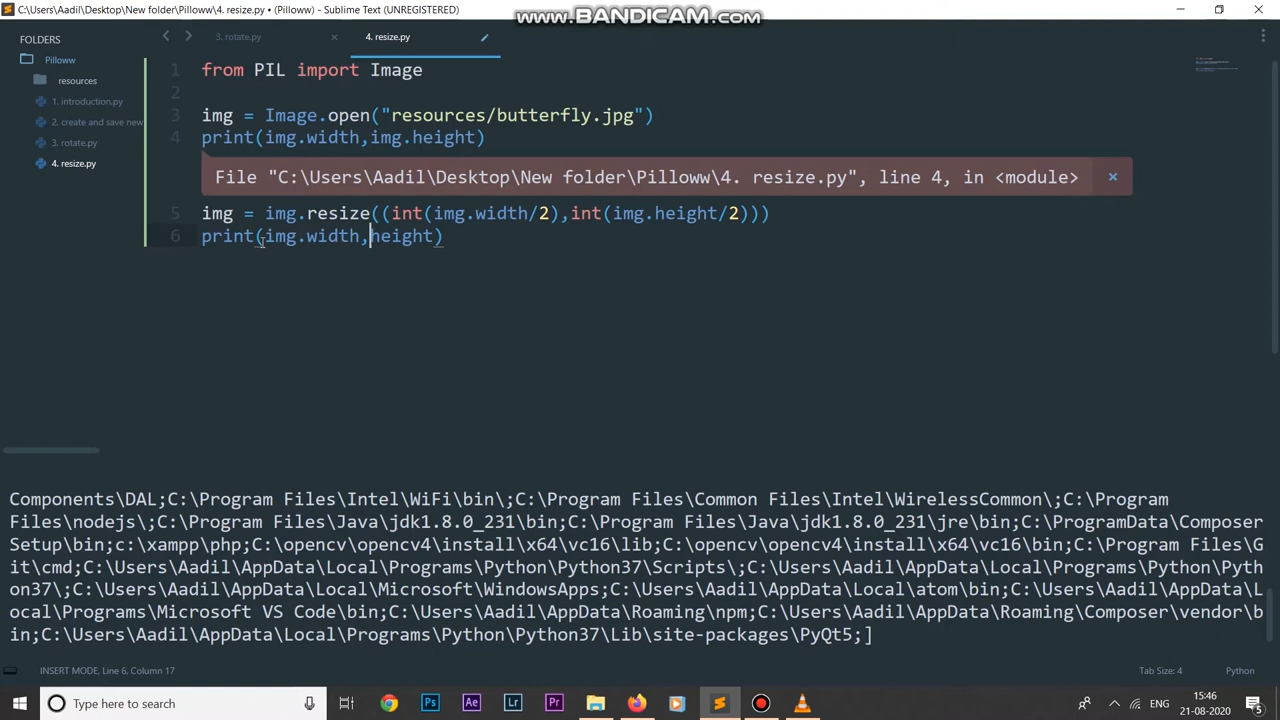 C:\Users\Aadil\Desktop\New folder\Pilloww\4. resize.py • (Pilloww) - Sublime Text (UNREGISTERED)
www.BANDICAM.com
FOLDERS
Pilloww
resources
1. introduction.py
2. create and save new
3. rotate.py
4. resize.py
3. rotate.py
4. resize.py
1 from PIL import Image
2
3 img = Image.open("resources/butterfly.jpg")
4 print(img.width,img.height)
File "C:\Users\Aadil\Desktop\New folder\Pilloww\4. resize.py", line 4, in <module> ×
5 img = img.resize((int(img.width/2),int(img.height/2)))
6 print(img.width,height)
Components\DAL;C:\Program Files\Intel\WiFi\bin\;C:\Program Files\Common Files\Intel\WirelessCommon\;C:\Program
Files\nodejs\;C:\Program Files\Java\jdk1.8.0_231\bin;C:\Program Files\Java\jdk1.8.0_231\jre\bin;C:\ProgramData\Composer
Setup\bin;c:\xampp\php;C:\opencv\opencv4\install\x64\vc16\lib;C:\opencv\opencv4\install\x64\vc16\bin;C:\Program Files\G
it\cmd;C:\Users\Aadil\AppData\Local\Programs\Python\Python37\Scripts\;C:\Users\Aadil\AppData\Local\Programs\Python\Pyth
on37\;C:\Users\Aadil\AppData\Local\Microsoft\WindowsApps;C:\Users\Aadil\AppData\Local\atom\bin;C:\Users\Aadil\AppData\L
ocal\Programs\Microsoft VS Code\bin;C:\Users\Aadil\AppData\Roaming\npm;C:\Users\Aadil\AppData\Roaming\Composer\vendor\b
in;C:\Users\Aadil\AppData\Local\Programs\Python\Python37\Lib\site-packages\PyQt5;]
INSERT MODE, Line 6, Column 17
Tab Size: 4
Python
Type here to search
Ps
Ae
Lr
Pr
ENG
15:46
21-08-2020
5